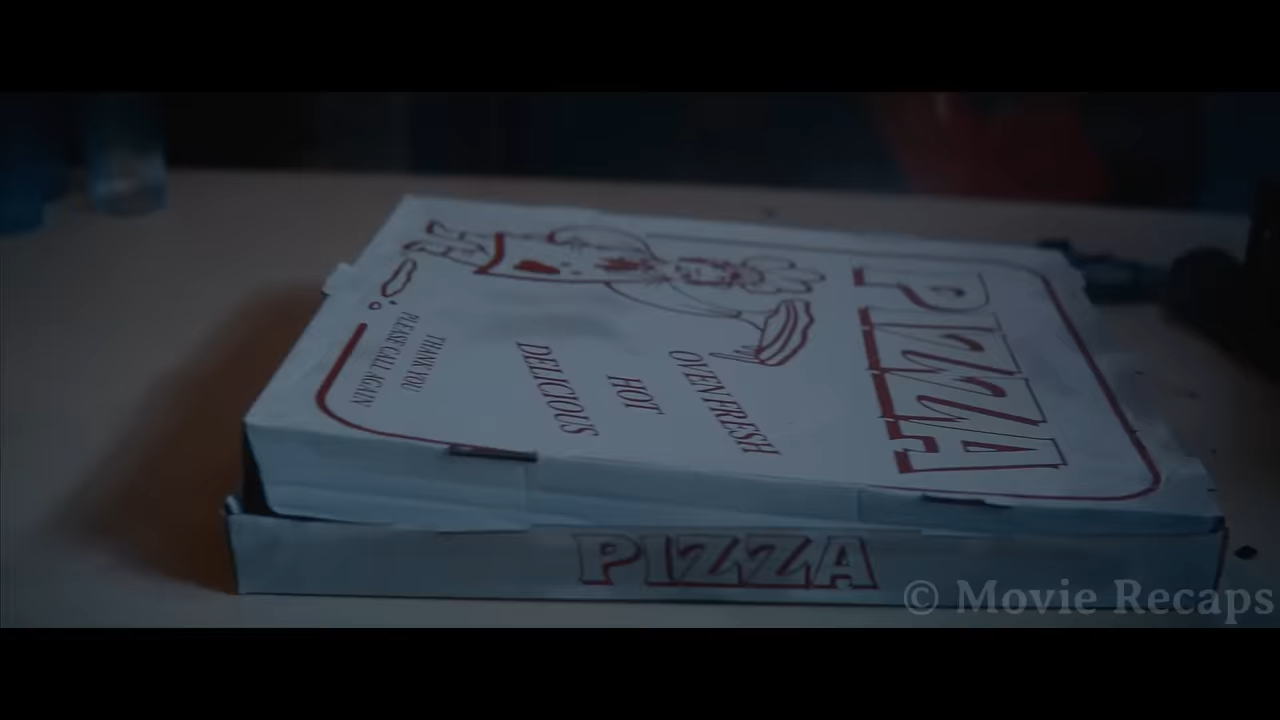 PIZZA
OVEN FRESH
HOT
DELICIOUS
THANK YOU
PLEASE CALL AGAIN
PIZZA
© Movie Recaps